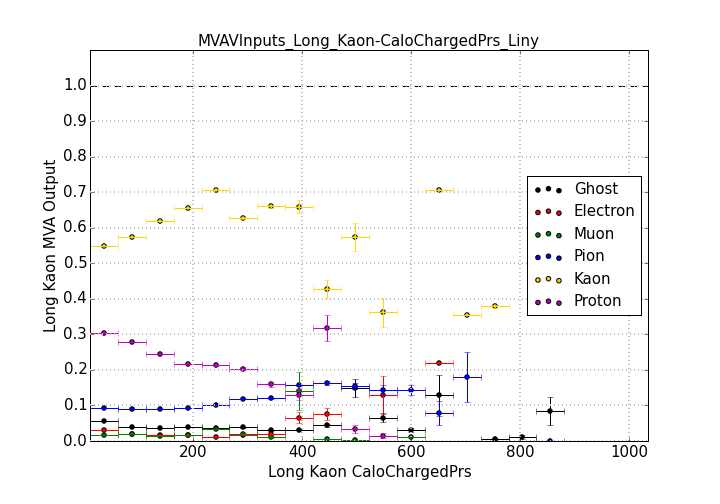 MVAVInputs_Long_Kaon-CaloChargedPrs_Liny
Long Kaon MVA Output
1.0
0.9
0.8
0.7
0.6
0.5
0.4
0.3
0.2
0.1
0.0
Ghost
Electron
Muon
Pion
Kaon
Proton
200 400 600 800 1000
Long Kaon CaloChargedPrs